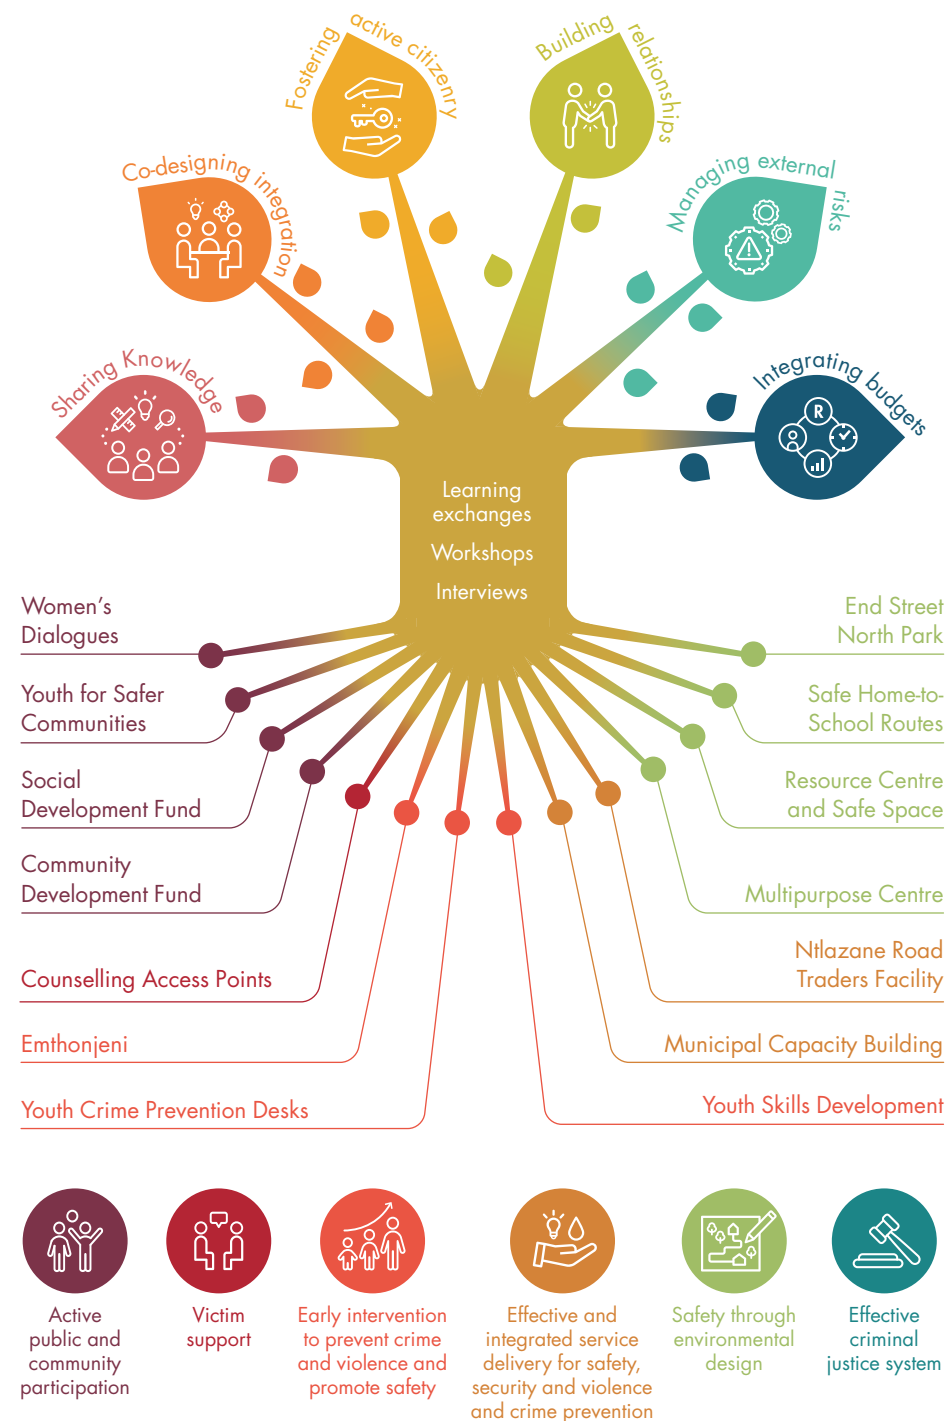 Fostering
active citizenry
Building
relationships
Co-designing integration
Managing external
risks
Sharing Knowledge
Integrating budgets
R
Learning
exchanges
Workshops
Interviews
Women's
Dialogues
Youth for Safer
Communities
Social
Development Fund
Community
Development Fund
Counselling Access Points
Emthonjeni
Youth Crime Prevention Desks
End Street
North Park
Safe Home-to-
School Routes
Resource Centre
and Safe Space
Multipurpose Centre
Ntlazane Road
Traders Facility
Municipal Capacity Building
Youth Skills Development
Active
public and
community
participation
Victim
support
Early intervention
to prevent crime
and violence and
promote safety
Effective and
integrated service
delivery for safety,
security and violence
and crime prevention
Safety through
environmental
design
Effective
criminal
justice system